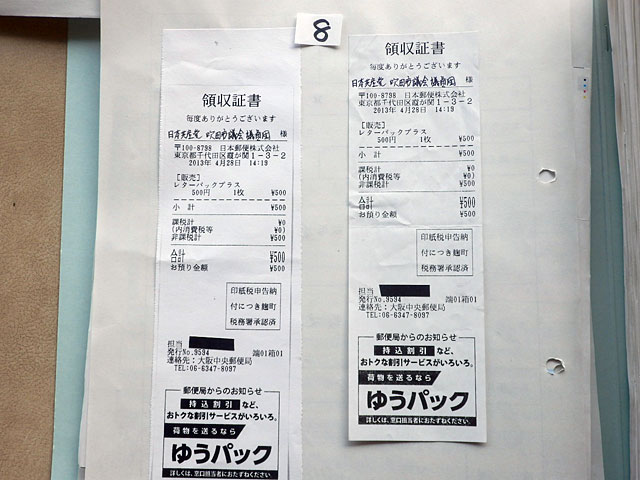 8
領収証書
毎度ありがとうございます
日本共産党 吹田市議会議員団 様
〒100-8798 日本郵便株式会社
東京都千代田区霞が関1-3-2
2013年 4月28日 14:19
[販売]
レターパックプラス
500円 1枚 ¥500
小 計 ¥500
課税計 ¥0
(内消費税等 ¥0)
非課税計 ¥500
合計 ¥500
お預り金額 ¥500
印紙税申告納
付につき麹町
税務署承認済
担当
発行No.9594 端01箱01
連絡先：大阪中央郵便局
TEL:06-6347-8097
郵便局からのお知らせ
持込割引 など、
おトクな割引サービスがいろいろ。
荷物を送るなら
ゆうパック
詳しくは、窓口担当者におたずねください。
領収証書
毎度ありがとうございます
日本共産党 吹田市議会議員団 様
〒100-8798 日本郵便株式会社
東京都千代田区霞が関1-3-2
2013年 4月28日 14:19
[販売]
レターパックプラス
500円 1枚 ¥500
小 計 ¥500
課税計 ¥0
(内消費税等 ¥0)
非課税計 ¥500
合計 ¥500
お預り金額 ¥500
印紙税申告納
付につき麹町
税務署承認済
担当
発行No.9594 端01箱01
連絡先：大阪中央郵便局
TEL:06-6347-8097
郵便局からのお知らせ
持込割引 など、
おトクな割引サービスがいろいろ。
荷物を送るなら
ゆうパック
詳しくは、窓口担当者におたずねください。